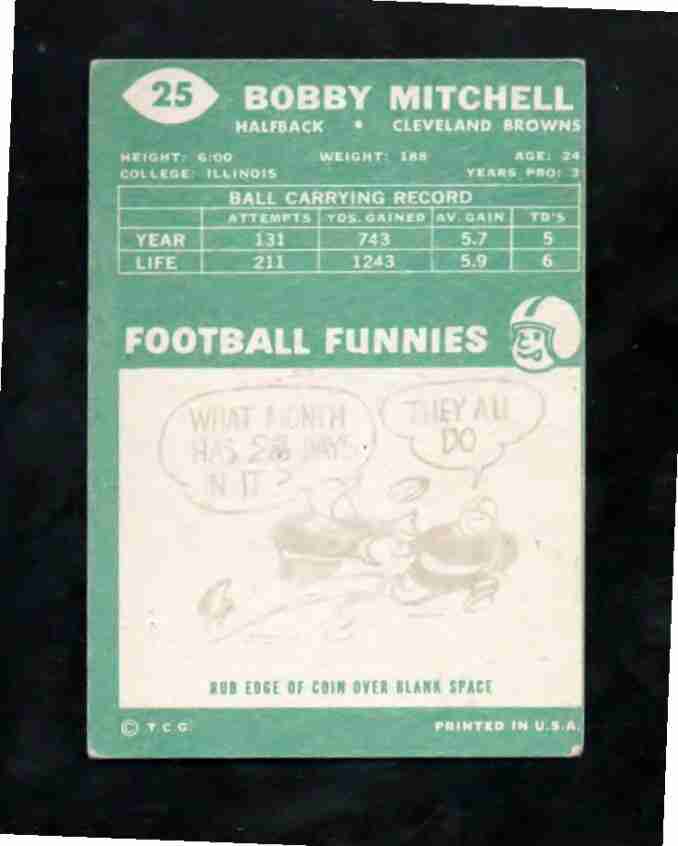 25
BOBBY MITCHELL
HALFBACK • CLEVELAND BROWNS
HEIGHT: 6:00 WEIGHT: 188 AGE: 24
COLLEGE: ILLINOIS YEARS PRO: 3
BALL CARRYING RECORD
ATTEMPTS YDS. GAINED AV. GAIN TD'S
YEAR 131 743 5.7 5
LIFE 211 1243 5.9 6
FOOTBALL FUNNIES
WHAT MONTH
HAS 28 DAYS
IN IT?
THEY ALL
DO
RUB EDGE OF COIN OVER BLANK SPACE
© T.C.G. PRINTED IN U.S.A.